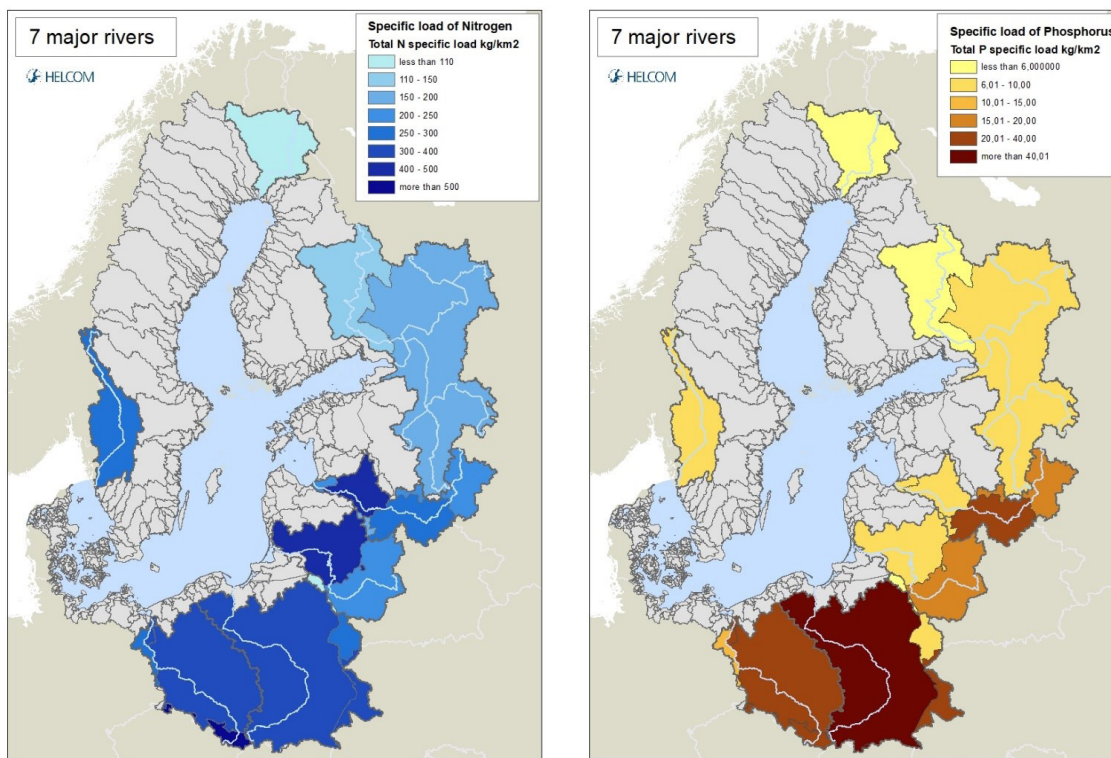 7 major rivers
HELCOM
Specific load of Nitrogen
Total N specific load kg/km2
less than 110
110 - 150
150 - 200
200 - 250
250 - 300
300 - 400
400 - 500
more than 500
7 major rivers
HELCOM
Specific load of Phosphorus
Total P specific load kg/km2
less than 6,000000
6,01 - 10,00
10,01 - 15,00
15,01 - 20,00
20,01 - 40,00
more than 40,01